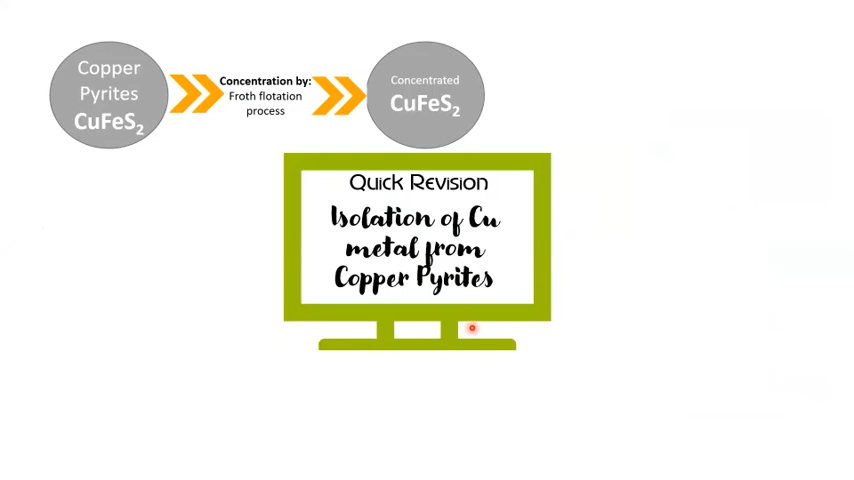 Copper
Pyrites
CuFeS₂
Concentration by:
Froth flotation
process
Concentrated
CuFeS₂
Quick Revision
Isolation of Cu
metal from
Copper Pyrites